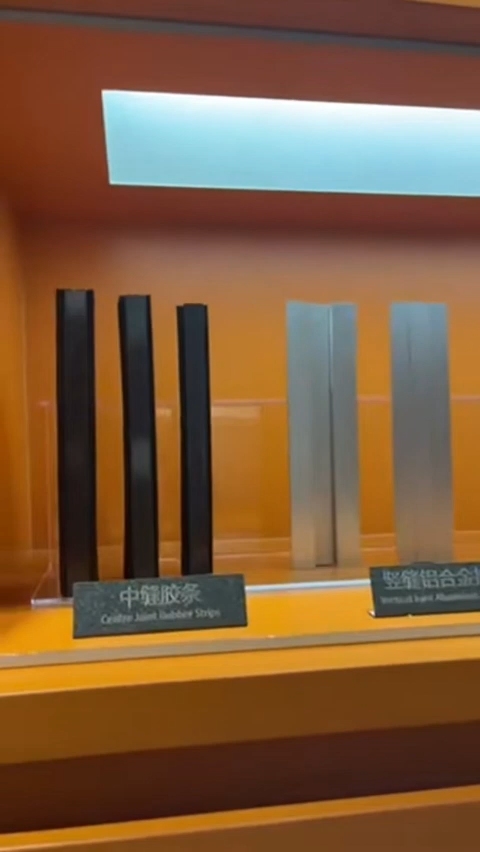 中缝胶条
Centre Joint Rubber Strips
竖缝铝合金
Vertical Joint Aluminium